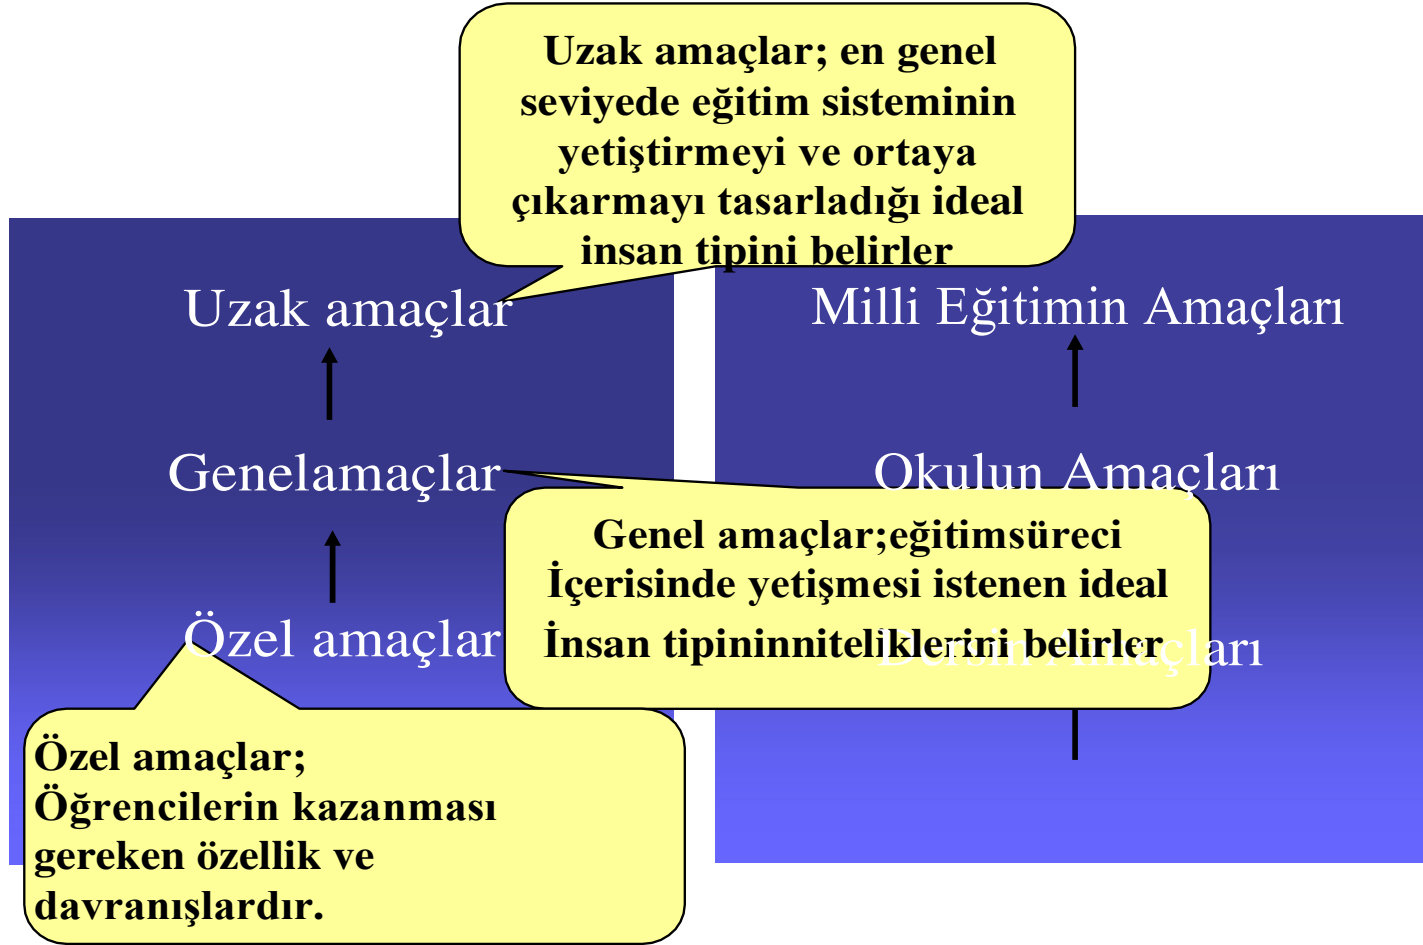 Uzak amaçlar; en genel
seviyede eğitim sisteminin
yetiştirmeyi ve ortaya
çıkarmayı tasarladığı ideal
insan tipini belirler
Uzak amaçlar
Milli Eğitimin Amaçları
Genelamaçlar
Okulun Amaçları
Genel amaçlar;eğitimsüreci
İçerisinde yetişmesi istenen ideal
İnsan tipininniteliklerini belirler
Özel amaçlar
Dersin Amaçları
Özel amaçlar;
Öğrencilerin kazanması
gereken özellik ve
davranışlardır.